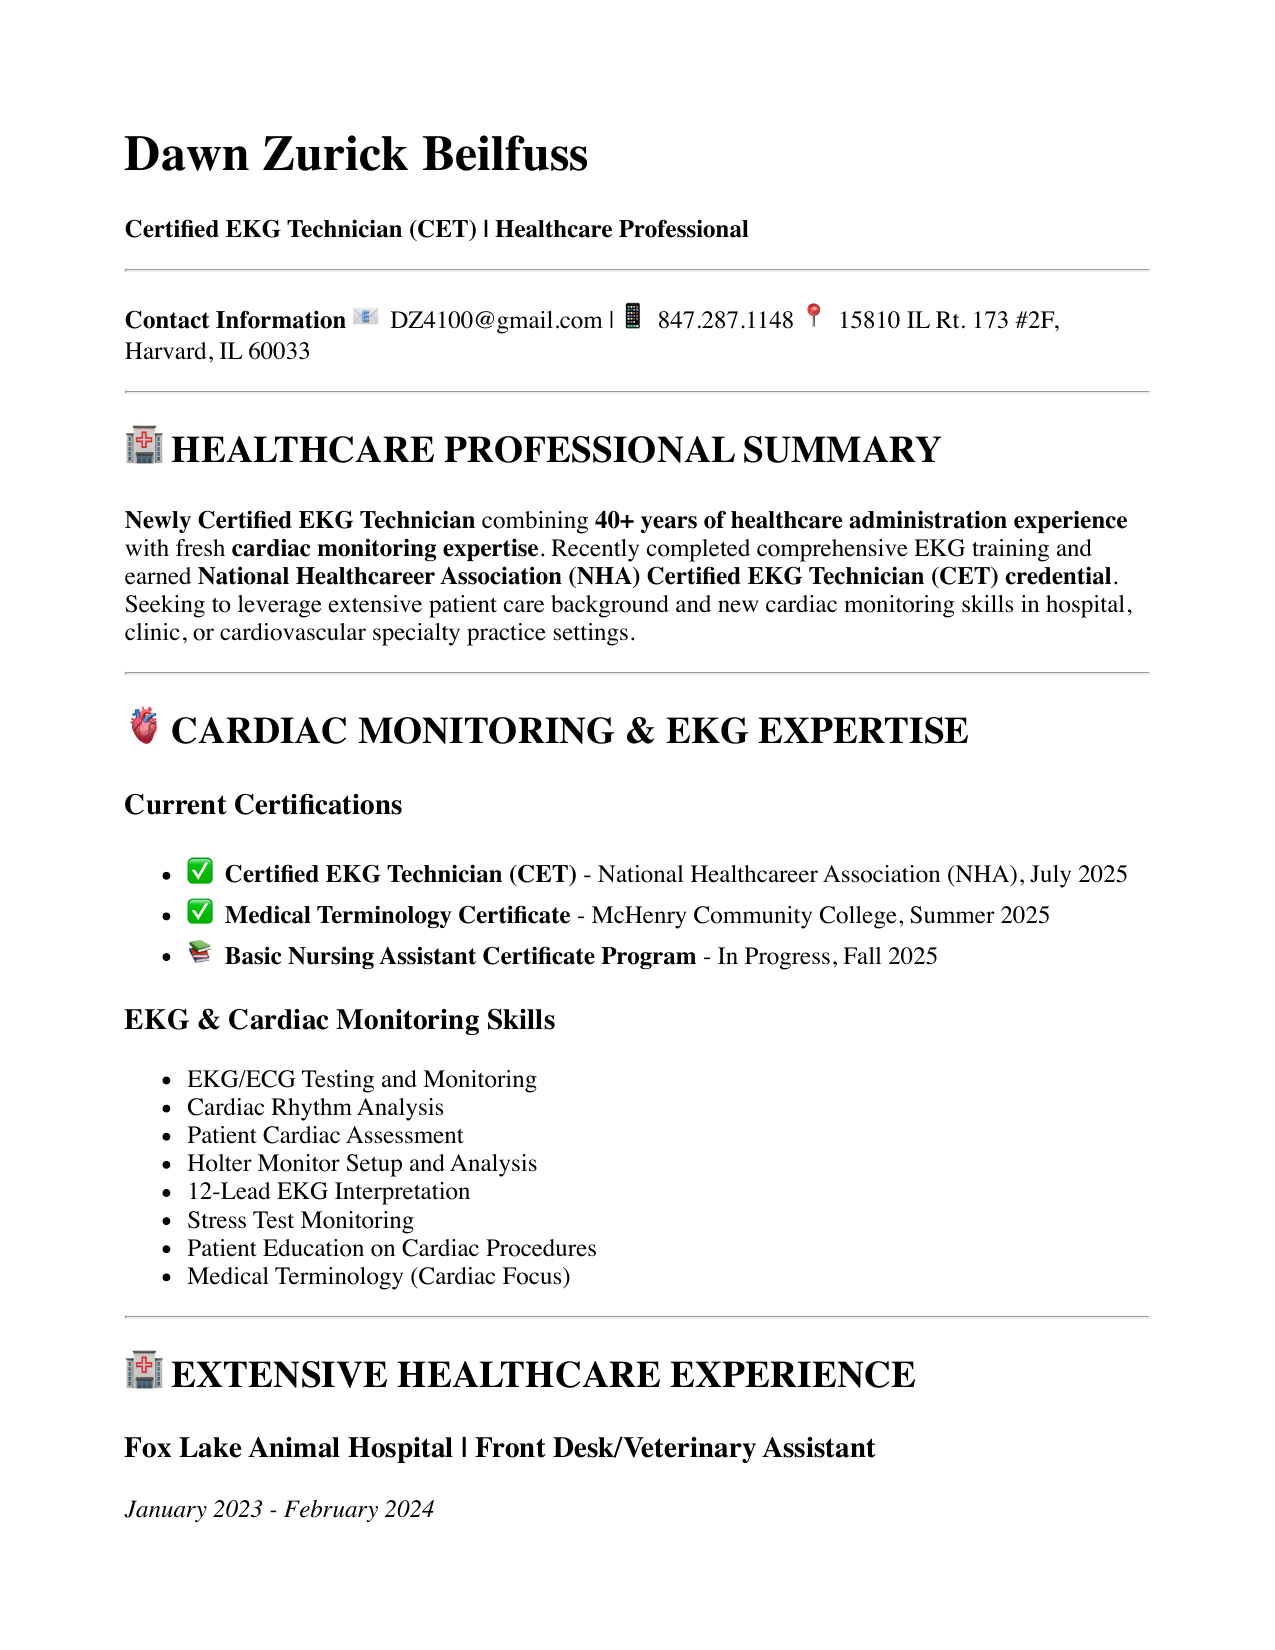 Dawn Zurick Beilfuss
Certified EKG Technician (CET) | Healthcare Professional
Contact Information 📧 DZ4100@gmail.com | 📱 847.287.1148 📍 15810 IL Rt. 173 #2F,
Harvard, IL 60033
🏥 HEALTHCARE PROFESSIONAL SUMMARY
Newly Certified EKG Technician combining 40+ years of healthcare administration experience
with fresh cardiac monitoring expertise. Recently completed comprehensive EKG training and
earned National Healthcareer Association (NHA) Certified EKG Technician (CET) credential.
Seeking to leverage extensive patient care background and new cardiac monitoring skills in hospital,
clinic, or cardiovascular specialty practice settings.
🫀 CARDIAC MONITORING & EKG EXPERTISE
Current Certifications
• ✅ Certified EKG Technician (CET) - National Healthcareer Association (NHA), July 2025
• ✅ Medical Terminology Certificate - McHenry Community College, Summer 2025
• 📚 Basic Nursing Assistant Certificate Program - In Progress, Fall 2025
EKG & Cardiac Monitoring Skills
• EKG/ECG Testing and Monitoring
• Cardiac Rhythm Analysis
• Patient Cardiac Assessment
• Holter Monitor Setup and Analysis
• 12-Lead EKG Interpretation
• Stress Test Monitoring
• Patient Education on Cardiac Procedures
• Medical Terminology (Cardiac Focus)
🏥 EXTENSIVE HEALTHCARE EXPERIENCE
Fox Lake Animal Hospital | Front Desk/Veterinary Assistant
January 2023 - February 2024